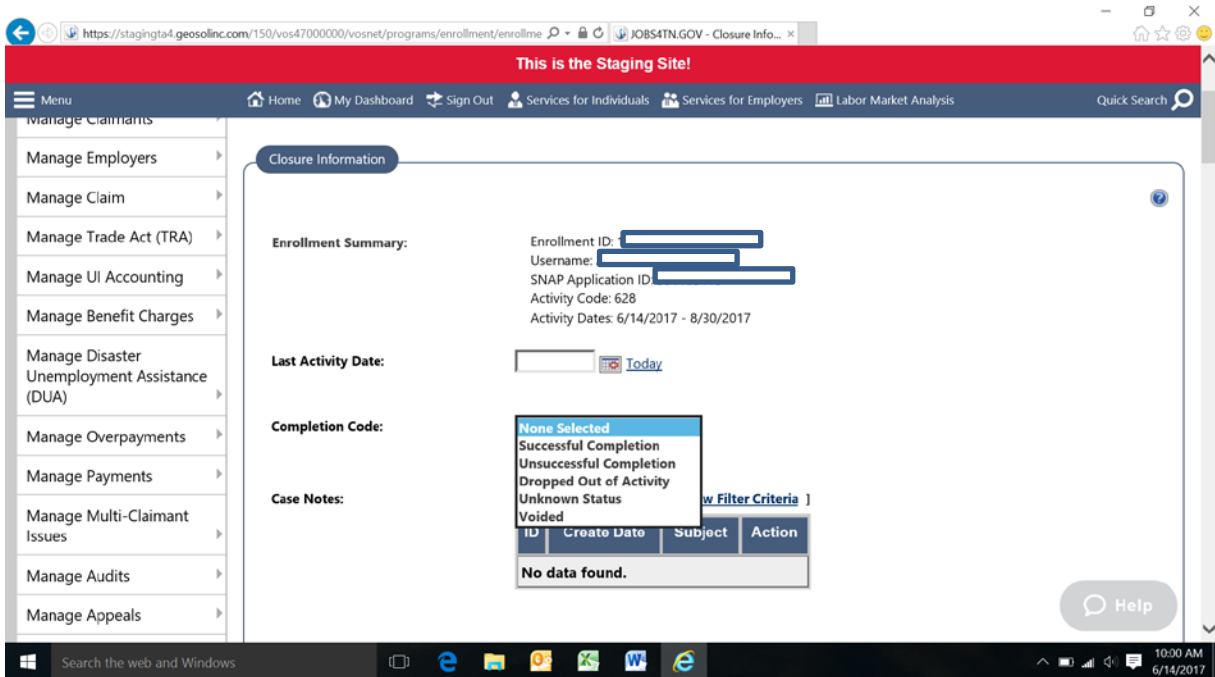 https://stagingta4.geosolinc.com/150/vos47000000/vosnet/programs/enrollment/enrollme
JOBS4TN.GOV - Closure Info...
This is the Staging Site!
Menu
Home My Dashboard Sign Out Services for Individuals Services for Employers Labor Market Analysis
Quick Search
Manage Claimants
Manage Employers
Manage Claim
Manage Trade Act (TRA)
Manage UI Accounting
Manage Benefit Charges
Manage Disaster
Unemployment Assistance
(DUA)
Manage Overpayments
Manage Payments
Manage Multi-Claimant
Issues
Manage Audits
Manage Appeals
Closure Information
Enrollment Summary:
Enrollment ID:
Username:
SNAP Application ID:
Activity Code: 628
Activity Dates: 6/14/2017 - 8/30/2017
Last Activity Date:
Today
Completion Code:
None Selected
Successful Completion
Unsuccessful Completion
Dropped Out of Activity
Unknown Status
Voided
Case Notes:
w Filter Criteria ]
ID Create Date Subject Action
No data found.
Help
Search the web and Windows
10:00 AM
6/14/2017